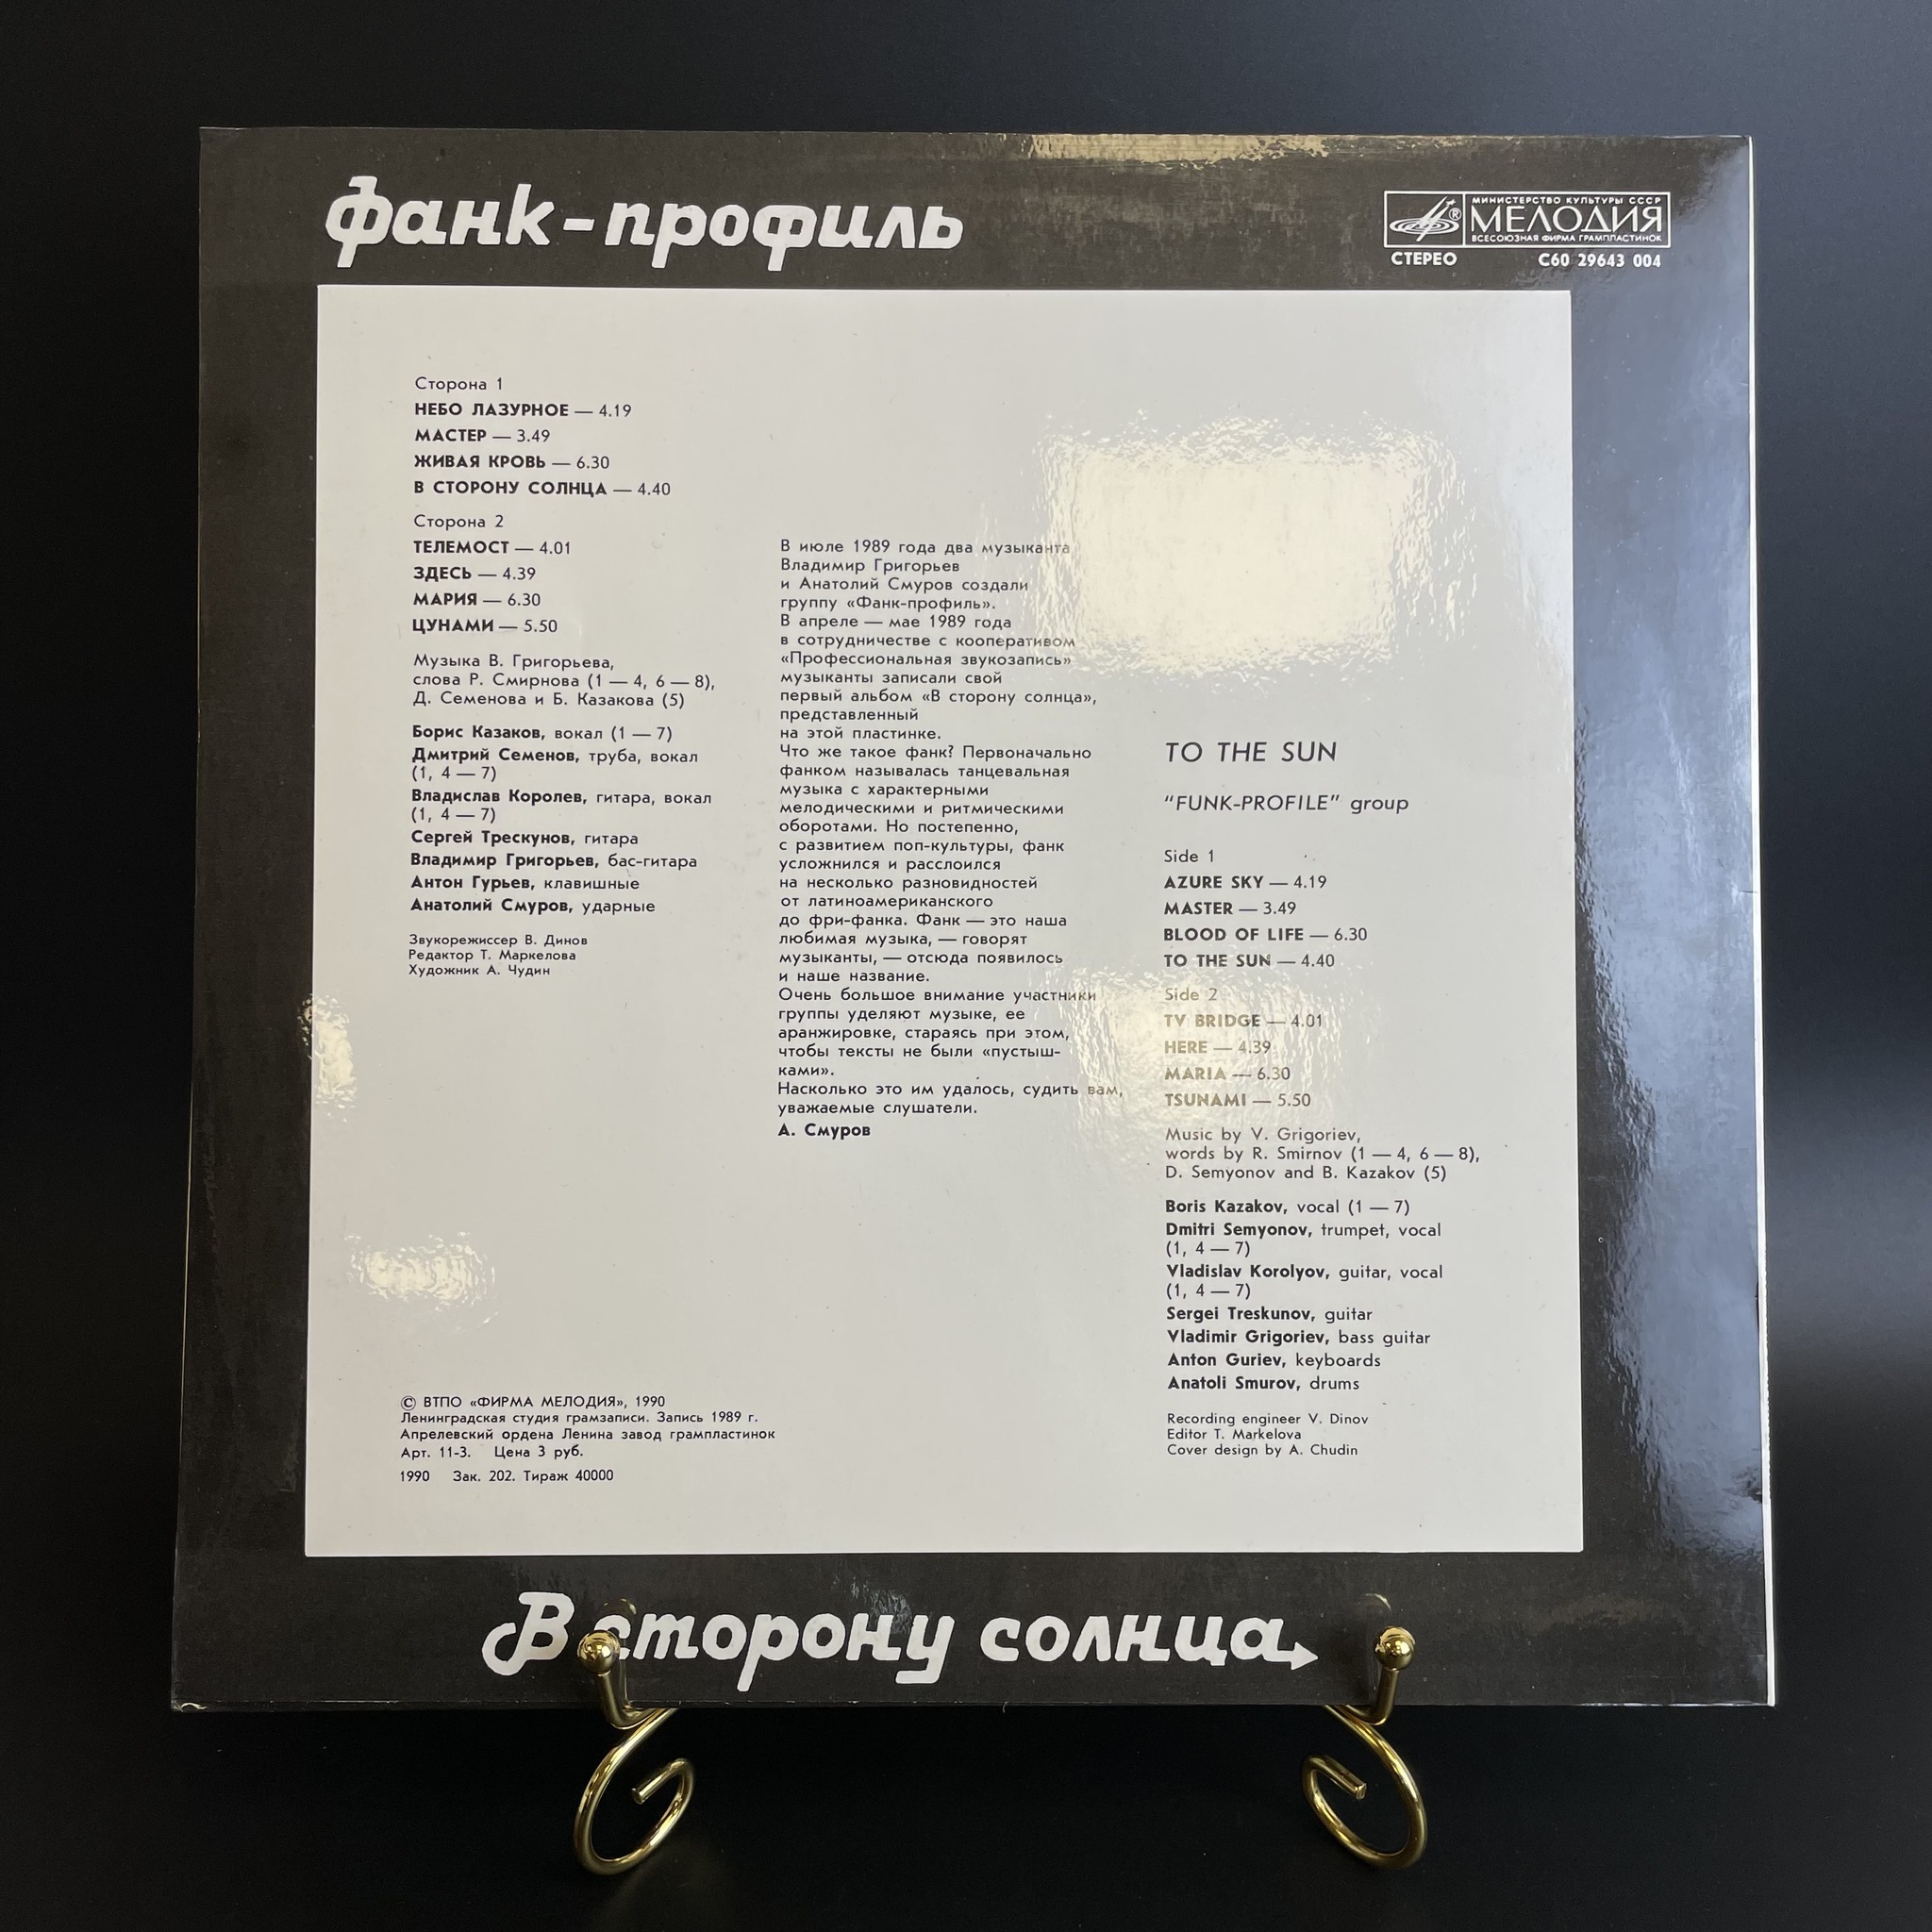 Фанк-профиль
МИНИСТЕРСТВО КУЛЬТУРЫ СССР
МЕЛОДИЯ
ВСЕСОЮЗНАЯ ФИРМА ГРАМПЛАСТИНОК
СТЕРЕО С60 29643 004
Сторона 1
НЕБО ЛАЗУРНОЕ — 4.19
МАСТЕР — 3.49
ЖИВАЯ КРОВЬ — 6.30
В СТОРОНУ СОЛНЦА — 4.40
Сторона 2
ТЕЛЕМОСТ — 4.01
ЗДЕСЬ — 4.39
МАРИЯ — 6.30
ЦУНАМИ — 5.50
Музыка В. Григорьева,
слова Р. Смирнова (1 — 4, 6 — 8),
Д. Семенова и Б. Казакова (5)
Борис Казаков, вокал (1 — 7)
Дмитрий Семенов, труба, вокал
(1, 4 — 7)
Владислав Королев, гитара, вокал
(1, 4 — 7)
Сергей Трескунов, гитара
Владимир Григорьев, бас-гитара
Антон Гурьев, клавишные
Анатолий Смуров, ударные
Звукорежиссер В. Динов
Редактор Т. Маркелова
Художник А. Чудин
© ВТПО «ФИРМА МЕЛОДИЯ», 1990
Ленинградская студия грамзаписи. Запись 1989 г.
Апрелевский ордена Ленина завод грампластинок
Арт. 11-3. Цена 3 руб.
1990 Зак. 202. Тираж 40000
В июле 1989 года два музыканта
Владимир Григорьев
и Анатолий Смуров создали
группу «Фанк-профиль».
В апреле — мае 1989 года
в сотрудничестве с кооперативом
«Профессиональная звукозапись»
музыканты записали свой
первый альбом «В сторону солнца»,
представленный
на этой пластинке.
Что же такое фанк? Первоначально
фанком называлась танцевальная
музыка с характерными
мелодическими и ритмическими
оборотами. Но постепенно,
с развитием поп-культуры, фанк
усложнился и расслоился
на несколько разновидностей
от латиноамериканского
до фри-фанка. Фанк — это наша
любимая музыка, — говорят
музыканты, — отсюда появилось
и наше название.
Очень большое внимание участники
группы уделяют музыке, ее
аранжировке, стараясь при этом,
чтобы тексты не были «пустыш-
ками».
Насколько это им удалось, судить вам,
уважаемые слушатели.
А. Смуров
TO THE SUN
"FUNK-PROFILE" group
Side 1
AZURE SKY — 4.19
MASTER — 3.49
BLOOD OF LIFE — 6.30
TO THE SUN — 4.40
Side 2
TV BRIDGE — 4.01
HERE — 4.39
MARIA — 6.30
TSUNAMI — 5.50
Music by V. Grigoriev,
words by R. Smirnov (1 — 4, 6 — 8),
D. Semyonov and B. Kazakov (5)
Boris Kazakov, vocal (1 — 7)
Dmitri Semyonov, trumpet, vocal
(1, 4 — 7)
Vladislav Korolyov, guitar, vocal
(1, 4 — 7)
Sergei Treskunov, guitar
Vladimir Grigoriev, bass guitar
Anton Guriev, keyboards
Anatoli Smurov, drums
Recording engineer V. Dinov
Editor T. Markelova
Cover design by A. Chudin
В сторону солнца